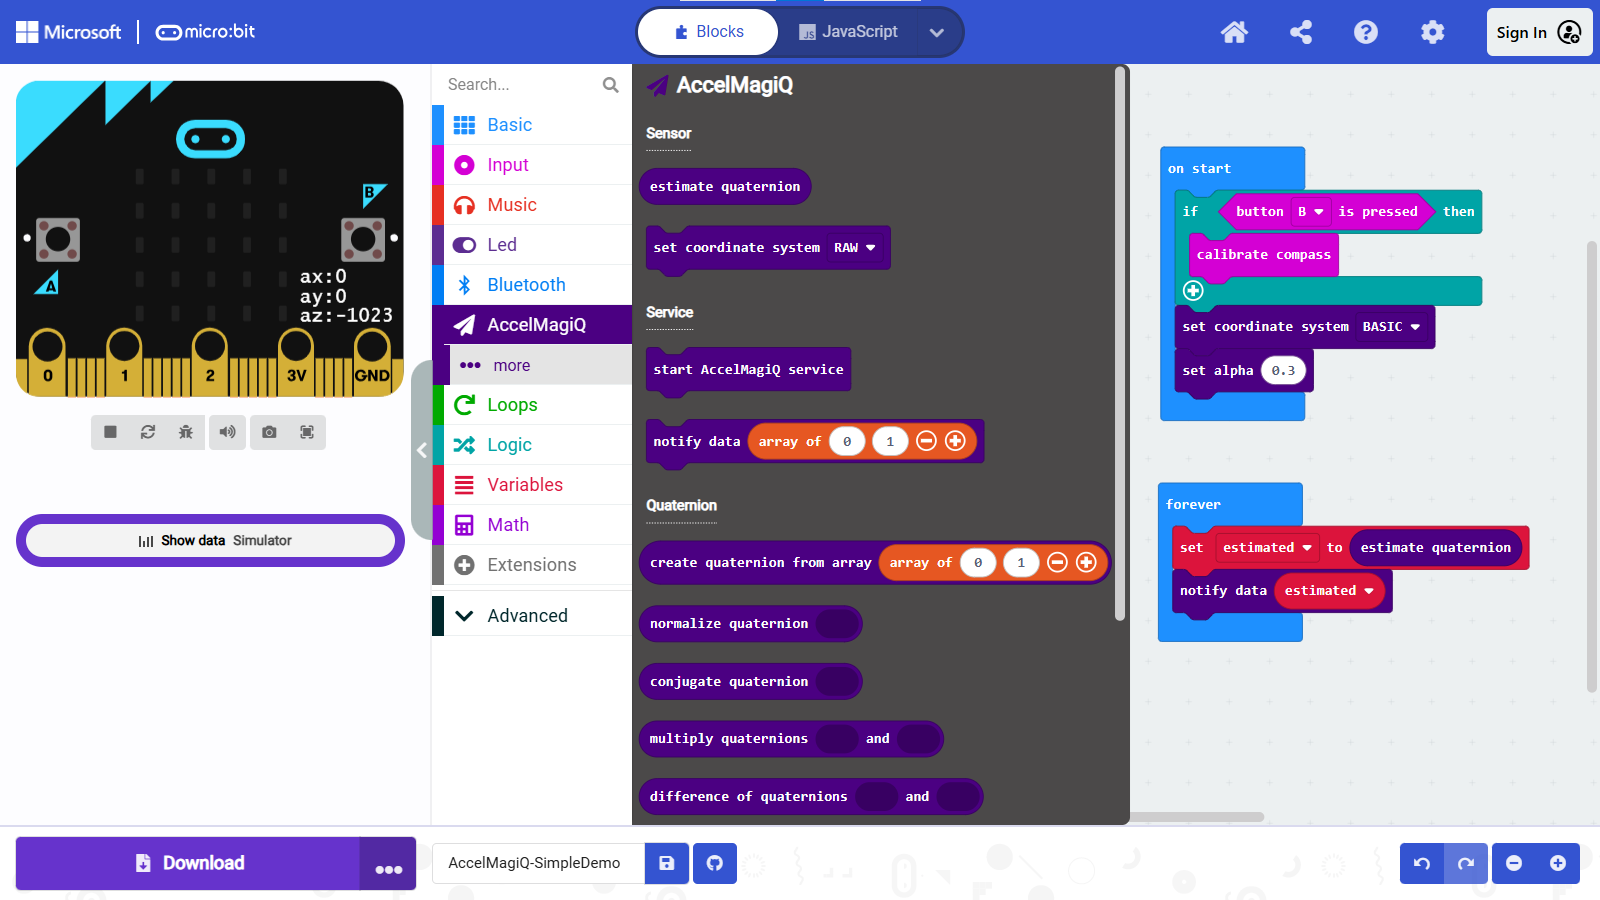 Microsoft
micro:bit
Blocks
JS JavaScript
Sign In
B
A
ax:0
ay:0
az:-1023
0 1 2 3V GND
Show data Simulator
Search...
Basic
Input
Music
Led
Bluetooth
AccelMagiQ
more
Loops
Logic
Variables
Math
Extensions
Advanced
AccelMagiQ
Sensor
estimate quaternion
set coordinate system RAW
Service
start AccelMagiQ service
notify data array of 0 1
Quaternion
create quaternion from array array of 0 1
normalize quaternion
conjugate quaternion
multiply quaternions and
difference of quaternions and
on start
if button B is pressed then
calibrate compass
set coordinate system BASIC
set alpha 0.3
forever
set estimated to estimate quaternion
notify data estimated
Download
AccelMagiQ-SimpleDemo